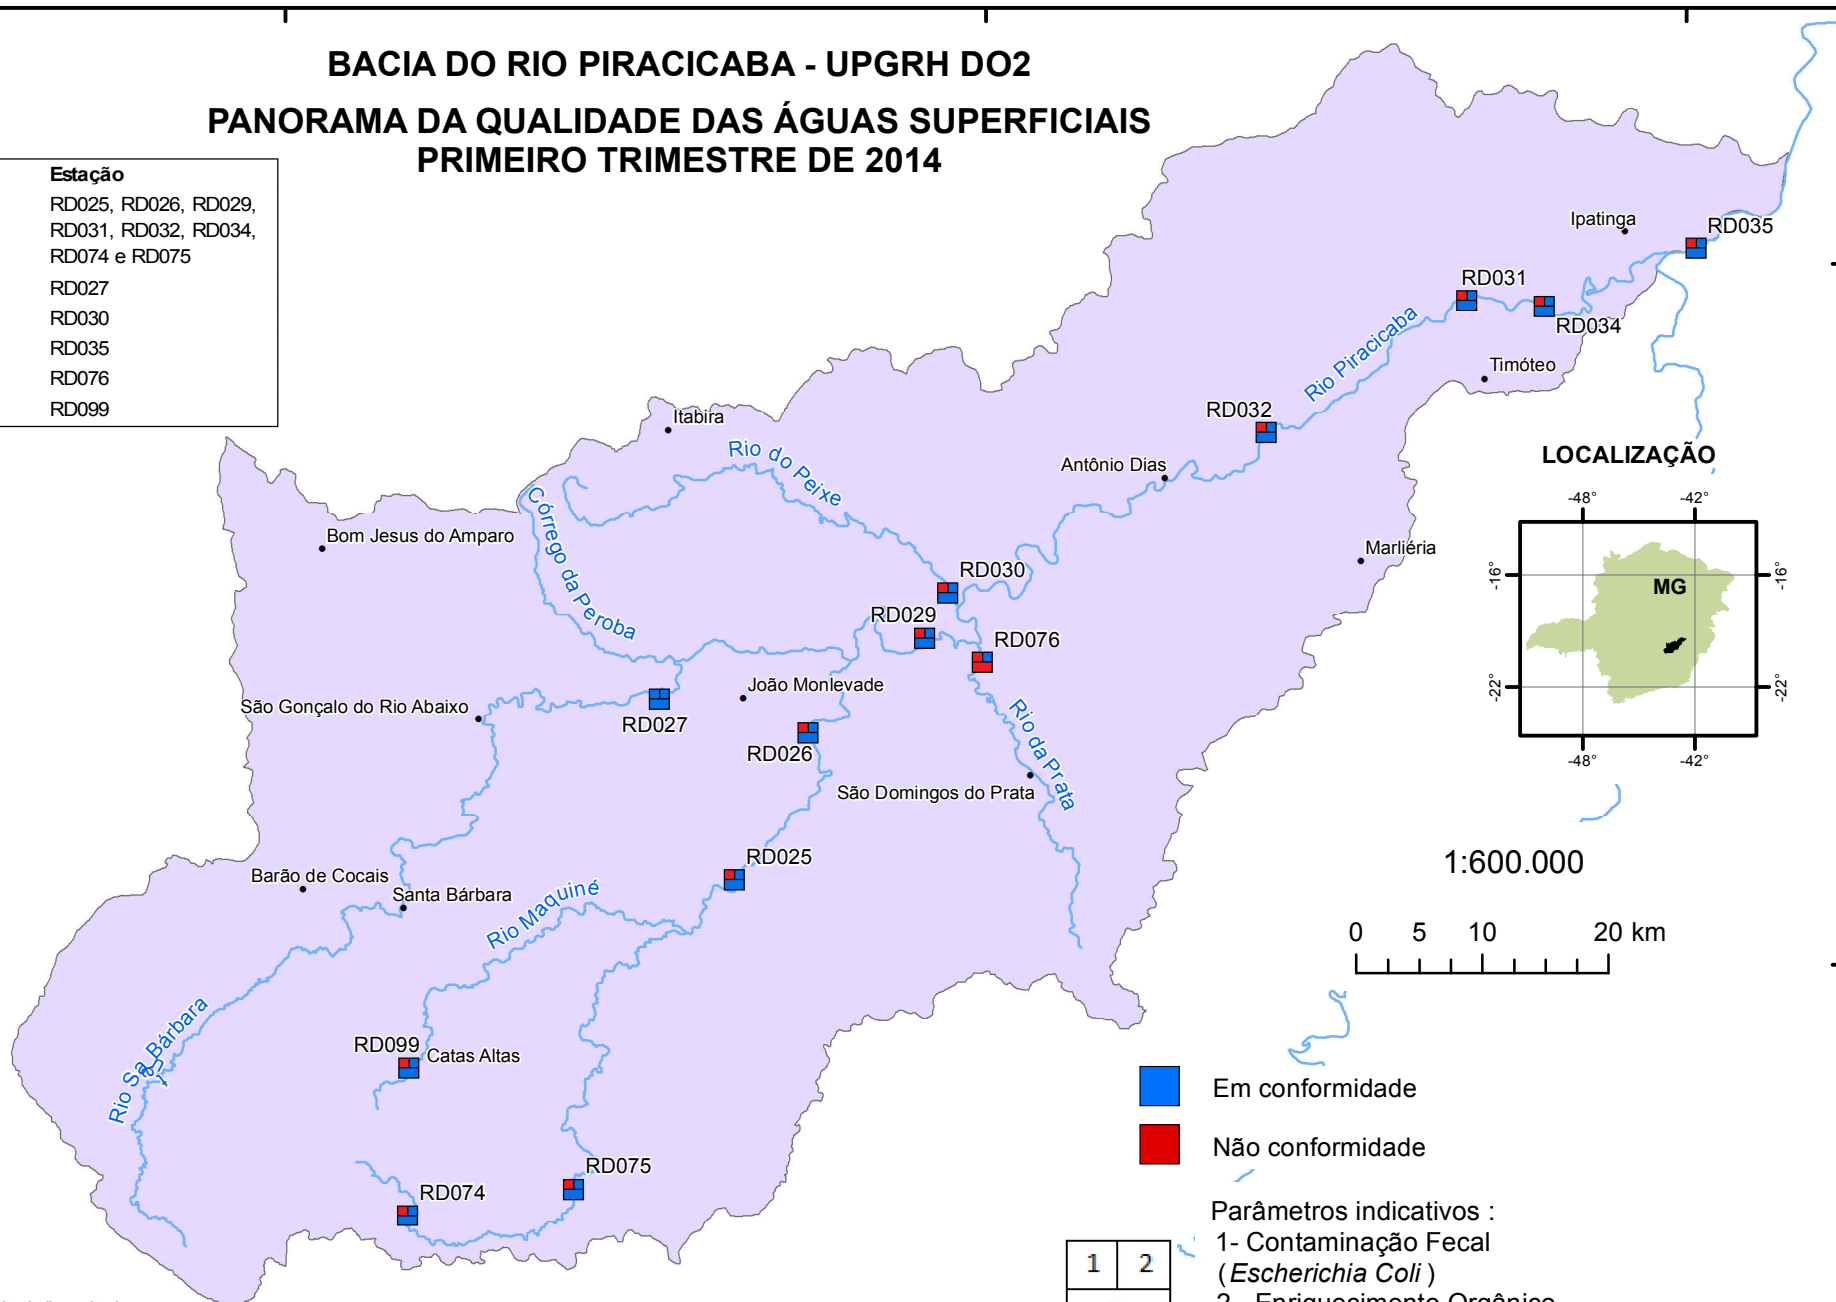 BACIA DO RIO PIRACICABA - UPGRH DO2
PANORAMA DA QUALIDADE DAS ÁGUAS SUPERFICIAIS
PRIMEIRO TRIMESTRE DE 2014
Estação
RD025, RD026, RD029,
RD031, RD032, RD034,
RD074 e RD075
RD027
RD030
RD035
RD076
RD099
Ipatinga
RD035
RD031
RD034
Rio Piracicaba
Timóteo
RD032
Itabira
Rio do Peixe
Antônio Dias
Córrego da Peroba
Bom Jesus do Amparo
Marliéria
RD030
RD029
RD076
João Monlevade
São Gonçalo do Rio Abaixo
RD027
RD026
Rio da Prata
São Domingos do Prata
RD025
Barão de Cocais
Santa Bárbara
Rio Maquiné
Rio Sa Bárbara
RD099
Catas Altas
RD075
RD074
LOCALIZAÇÃO
-48°
-42°
-16°
-16°
MG
-22°
-22°
-48°
-42°
1:600.000
0 5 10 20 km
Em conformidade
Não conformidade
Parâmetros indicativos :
1 2
1- Contaminação Fecal
(Escherichia Coli )
2 - Enriquecimento Orgânico